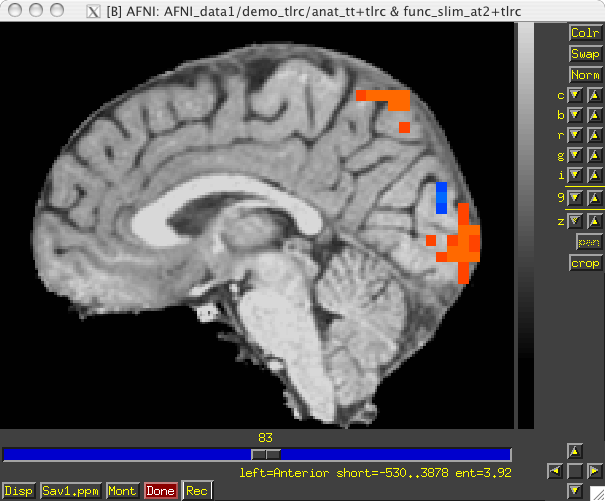 [B] AFNI: AFNI_data1/demo_tlrc/anat_tt+tlrc & func_slim_at2+tlrc
Colr
Swap
Norm
c
b
r
g
i
9
z
pan
crop
83
left=Anterior short=-530..3878 ent=3.92
Disp Sav1.ppm Mont Done Rec